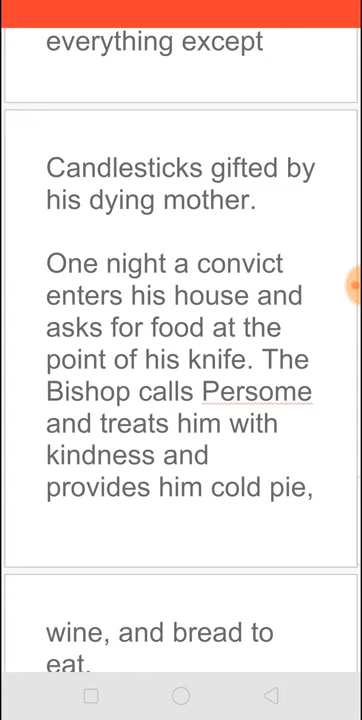 everything except
Candlesticks gifted by
his dying mother.
One night a convict
enters his house and
asks for food at the
point of his knife. The
Bishop calls Persome
and treats him with
kindness and
provides him cold pie,
wine, and bread to
eat.